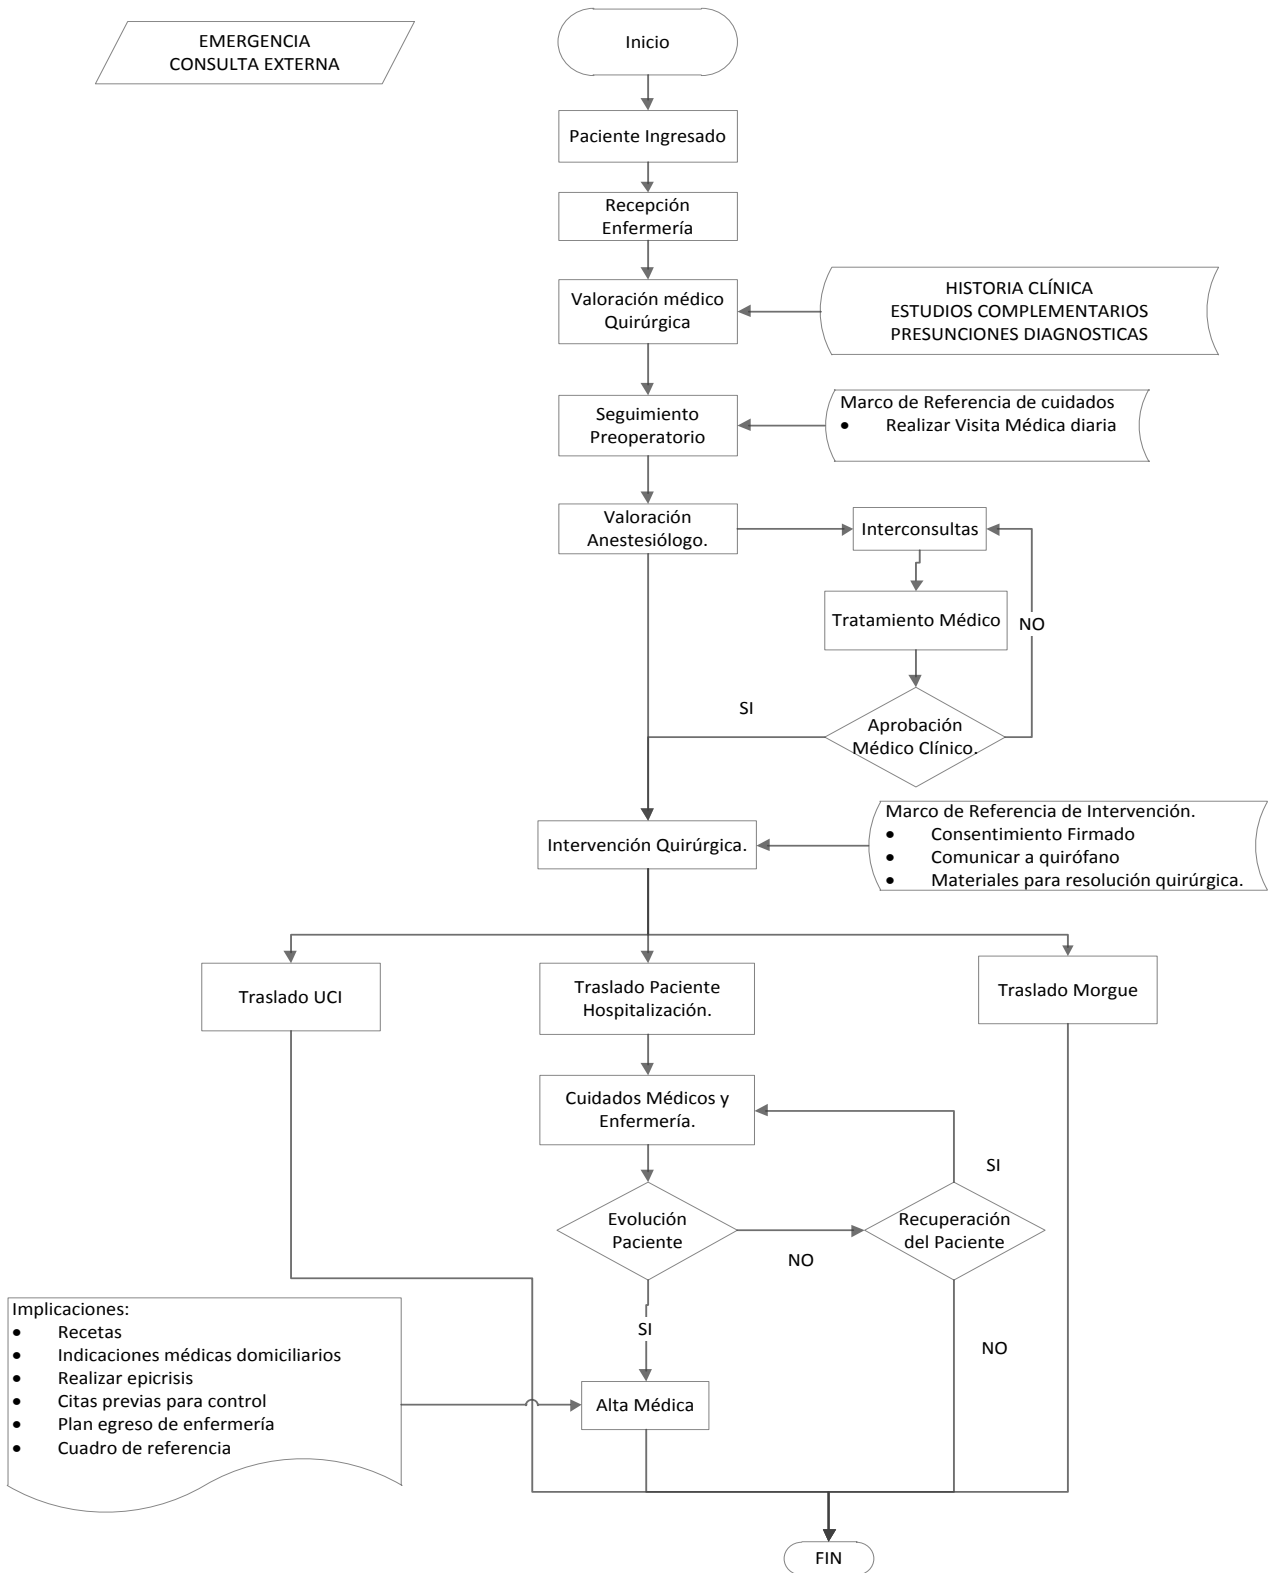 EMERGENCIA
CONSULTA EXTERNA
Inicio
Paciente Ingresado
Recepción
Enfermería
Valoración médico
Quirúrgica
HISTORIA CLÍNICA
ESTUDIOS COMPLEMENTARIOS
PRESUNCIONES DIAGNOSTICAS
Seguimiento
Preoperatorio
Marco de Referencia de cuidados
• Realizar Visita Médica diaria
Valoración
Anestesiólogo.
Interconsultas
Tratamiento Médico
NO
SI
Aprobación
Médico Clínico.
Intervención Quirúrgica.
Marco de Referencia de Intervención.
• Consentimiento Firmado
• Comunicar a quirófano
• Materiales para resolución quirúrgica.
Traslado UCI
Traslado Paciente
Hospitalización.
Traslado Morgue
Cuidados Médicos y
Enfermería.
SI
Evolución
Paciente
NO
Recuperación
del Paciente
SI
NO
Implicaciones:
• Recetas
• Indicaciones médicas domiciliarios
• Realizar epicrisis
• Citas previas para control
• Plan egreso de enfermería
• Cuadro de referencia
Alta Médica
FIN